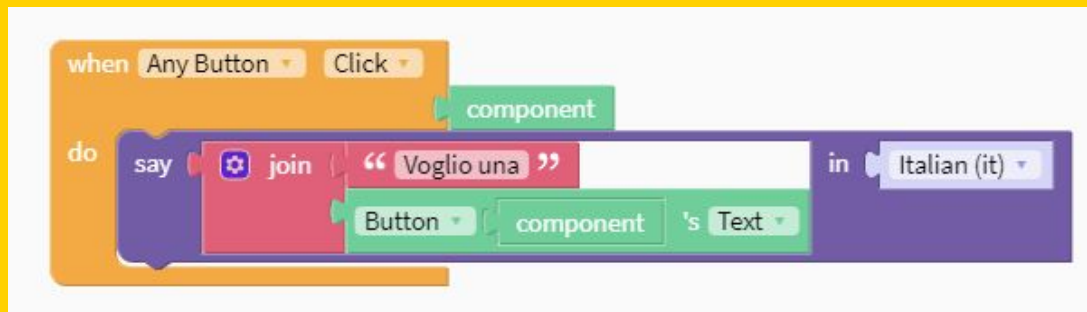 when Any Button Click
component
do say join “ Voglio una ” in Italian (it)
Button component 's Text